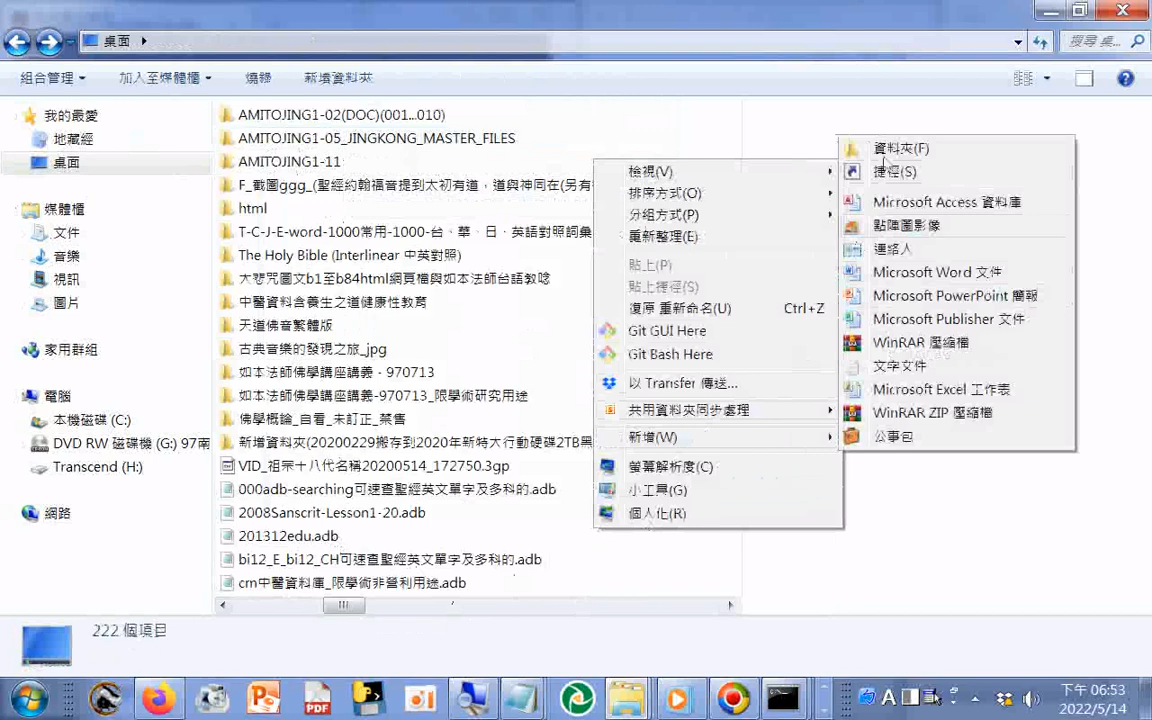 桌面
搜尋 桌...
組合管理
加入至媒體櫃
燒錄
新增資料夾
我的最愛
地藏經
桌面
媒體櫃
文件
音樂
視訊
圖片
家用群組
電腦
本機磁碟 (C:)
DVD RW 磁碟機 (G:) 97南
Transcend (H:)
網路
AMITOJING1-02(DOC)(001...010)
AMITOJING1-05_JINGKONG_MASTER_FILES
AMITOJING1-11
F_截圖ggg_(聖經約翰福音提到太初有道，道與神同在(另有
html
T-C-J-E-word-1000常用-1000-台、華、日、英語對照詞彙
The Holy Bible (Interlinear 中英對照)
大悲咒圖文b1至b84html網頁檔與如本法師台語教唸
中醫資料含養生之道健康性教育
天道佛音繁體版
古典音樂的發現之旅_jpg
如本法師佛學講座講義 - 970713
如本法師佛學講座講義-970713_限學術研究用途
佛學概論_自看_未訂正_禁售
新增資料夾(20200229搬存到2020年新特大行動硬碟2TB黑
VID_祖宗十八代名稱20200514_172750.3gp
000adb-searching可速查聖經英文單字及多科的.adb
2008Sanscrit-Lesson1-20.adb
201312edu.adb
bi12_E_bi12_CH可速查聖經英文單字及多科的.adb
cm中醫資料庫_限學術非營利用途.adb
檢視(V)
排序方式(O)
分組方式(P)
重新整理(E)
貼上(P)
貼上捷徑(S)
復原 重新命名(U) Ctrl+Z
Git GUI Here
Git Bash Here
以 Transfer 傳送...
共用資料夾同步處理
新增(W)
螢幕解析度(C)
小工具(G)
個人化(R)
資料夾(F)
捷徑(S)
Microsoft Access 資料庫
點陣圖影像
連絡人
Microsoft Word 文件
Microsoft PowerPoint 簡報
Microsoft Publisher 文件
WinRAR 壓縮檔
文字文件
Microsoft Excel 工作表
WinRAR ZIP 壓縮檔
公事包
222 個項目
PDF
A
下午 06:53
2022/5/14